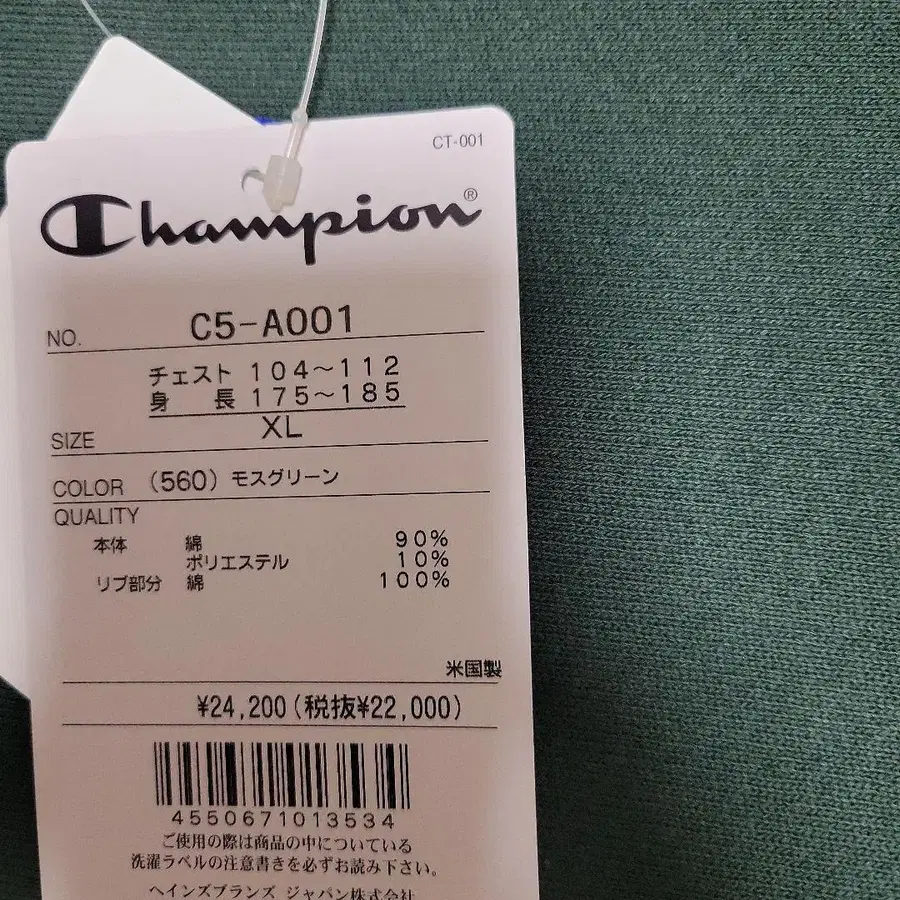 CT-001
Champion®
NO. C5-A001
チェスト 104～112
身長 175～185
SIZE XL
COLOR (560) モスグリーン
QUALITY
本体 綿 90%
ポリエステル 10%
リブ部分 綿 100%
米国製
¥24,200(税抜¥22,000)
4550671013534
ご使用の際は商品の中についている
洗濯ラベルの注意書きを必ずお読み下さい。
ヘインズブランズ ジャパン株式会社